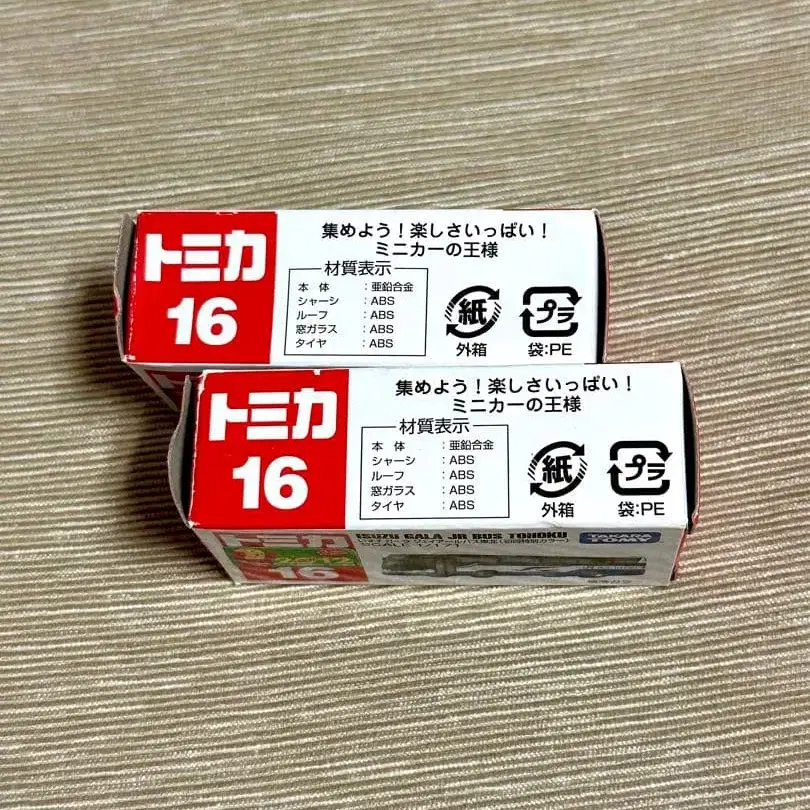 トミカ
16
集めよう！楽しさいっぱい！
ミニカーの王様
材質表示
本体：亜鉛合金
シャーシ：ABS
ルーフ：ABS
窓ガラス：ABS
タイヤ：ABS
紙
外箱
プラ
袋：PE
トミカ
16
集めよう！楽しさいっぱい！
ミニカーの王様
材質表示
本体：亜鉛合金
シャーシ：ABS
ルーフ：ABS
窓ガラス：ABS
タイヤ：ABS
紙
外箱
プラ
袋：PE
ISUZU GALA JR BUS TOHOKU
SCALE 1/171
16
TAKARA
TOMY